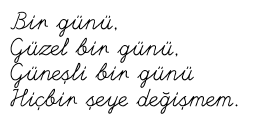 Bir günü,
Güzel bir günü,
Güneşli bir günü
Hiçbir şeye değişmem.